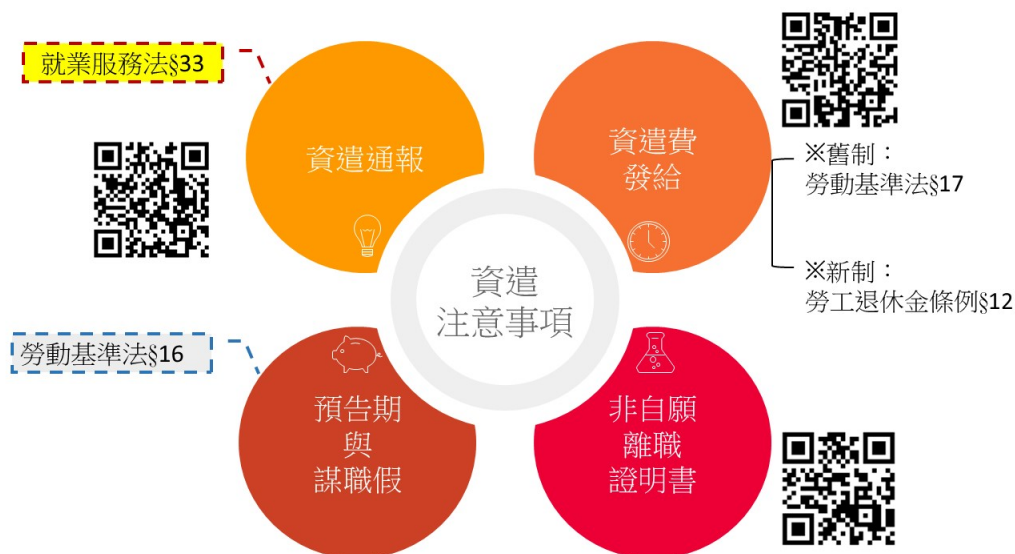 就業服務法§33
資遣通報
資遣費
發給
※舊制：
勞動基準法§17
※新制：
勞工退休金條例§12
資遣
注意事項
勞動基準法§16
預告期
與
謀職假
非自願
離職
證明書